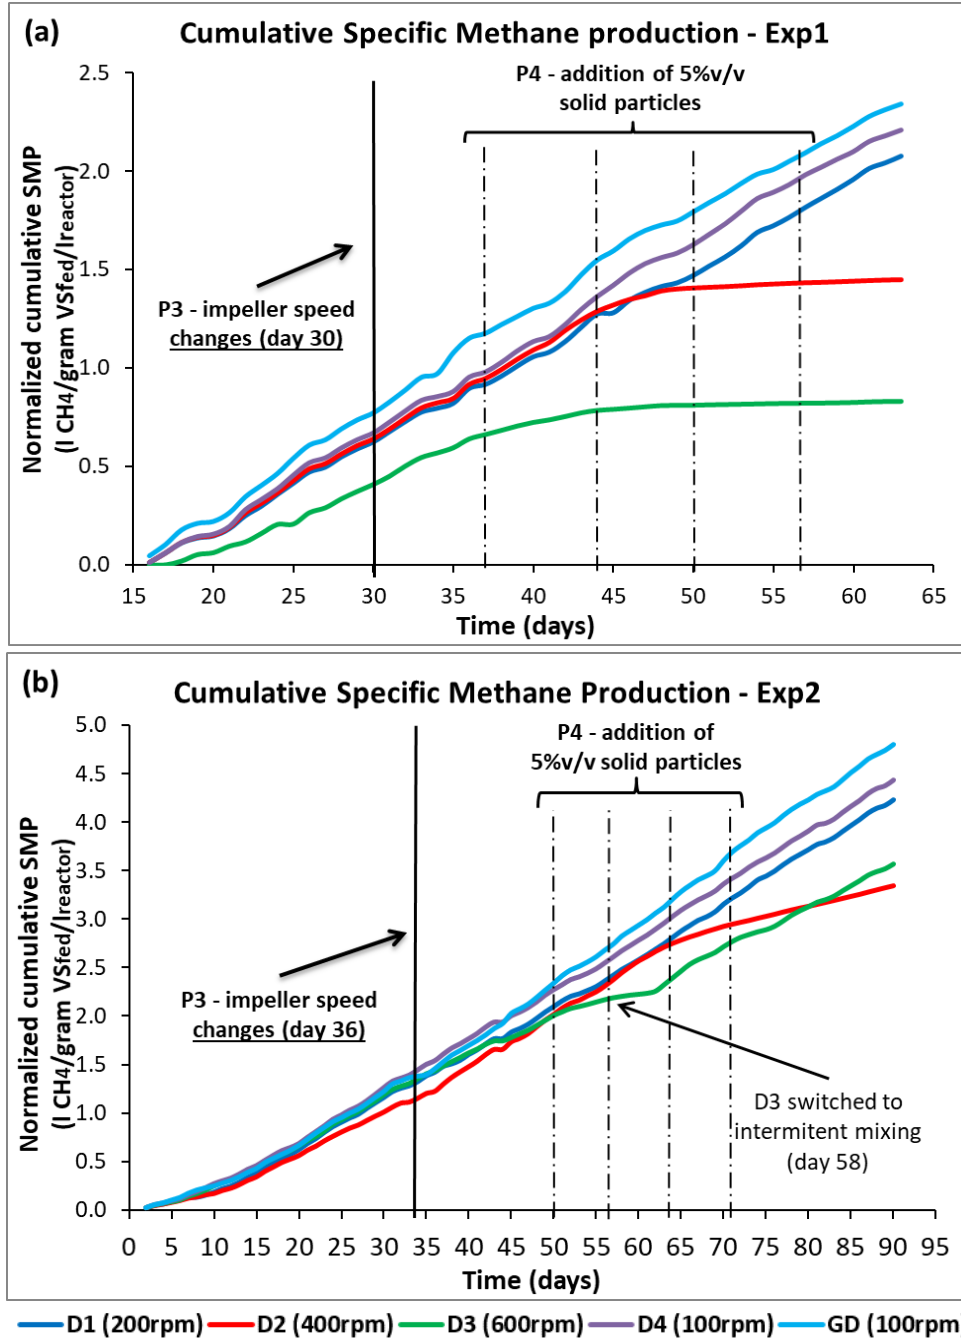 (a)
Cumulative Specific Methane production - Exp1
P4 - addition of 5%v/v
solid particles
Normalized cumulative SMP
(l CH4/gram VSfed/lreactor)
2.5
2.0
1.5
1.0
0.5
0.0
P3 - impeller speed
changes (day 30)
15 20 25 30 35 40 45 50 55 60 65
Time (days)
(b)
Cumulative Specific Methane Production - Exp2
P4 - addition of
5%v/v solid particles
Normalized cumulative SMP
(l CH4/gram VSfed/lreactor)
5.0
4.5
4.0
3.5
3.0
2.5
2.0
1.5
1.0
0.5
0.0
P3 - impeller speed
changes (day 36)
D3 switched to
intermitent mixing
(day 58)
0 5 10 15 20 25 30 35 40 45 50 55 60 65 70 75 80 85 90 95
Time (days)
D1 (200rpm) D2 (400rpm) D3 (600rpm) D4 (100rpm) GD (100rpm